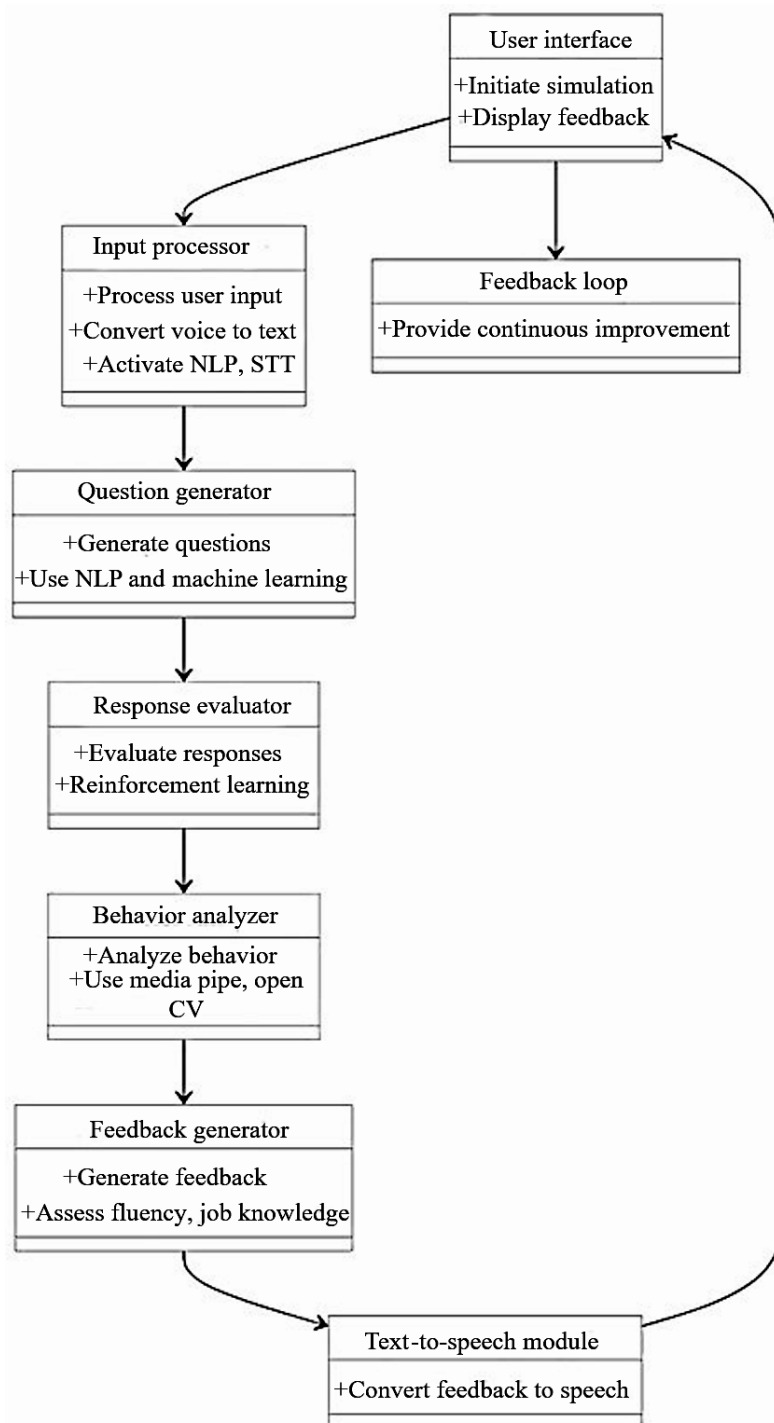 User interface
+Initiate simulation
+Display feedback
Input processor
+Process user input
+Convert voice to text
+Activate NLP, STT
Feedback loop
+Provide continuous improvement
Question generator
+Generate questions
+Use NLP and machine learning
Response evaluator
+Evaluate responses
+Reinforcement learning
Behavior analyzer
+Analyze behavior
+Use media pipe, open
CV
Feedback generator
+Generate feedback
+Assess fluency, job knowledge
Text-to-speech module
+Convert feedback to speech